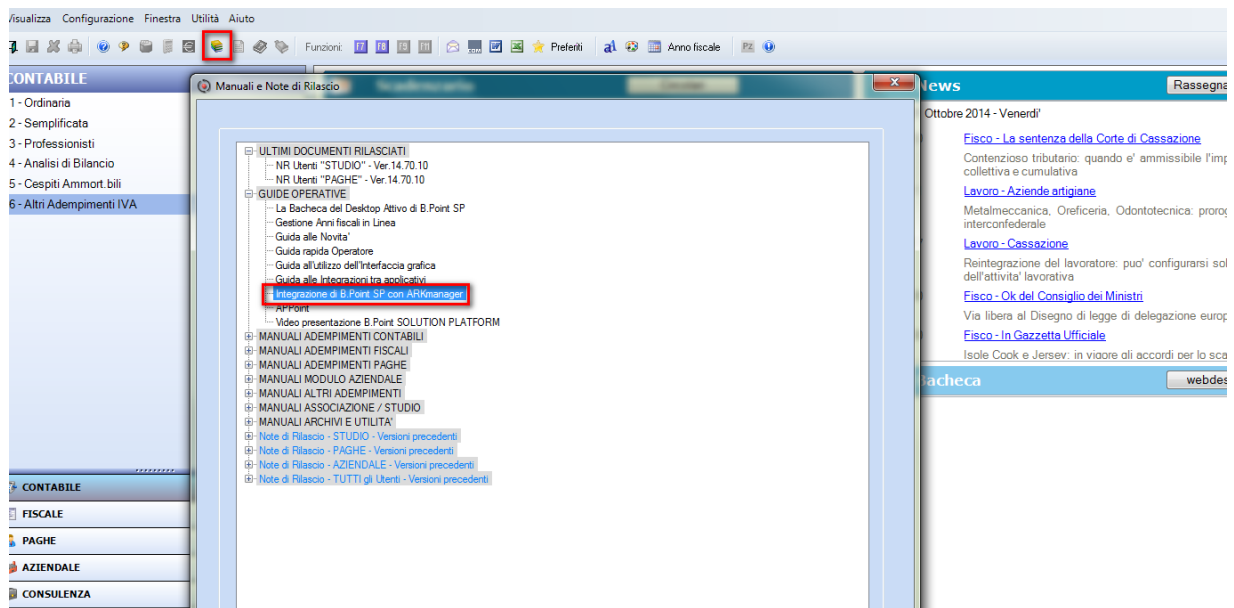 Visualizza Configurazione Finestra Utilità Aiuto
Funzioni: F7 F8 Preferiti Anno fiscale PZ
CONTABILE
1 - Ordinaria
2 - Semplificata
3 - Professionisti
4 - Analisi di Bilancio
5 - Cespiti Ammort.bili
6 - Altri Adempimenti IVA
CONTABILE
FISCALE
PAGHE
AZIENDALE
CONSULENZA
Manuali e Note di Rilascio
ULTIMI DOCUMENTI RILASCIATI
NR Utenti "STUDIO" - Ver.14.70.10
NR Utenti "PAGHE" - Ver.14.70.10
GUIDE OPERATIVE
La Bacheca del Desktop Attivo di B.Point SP
Gestione Anni fiscali in Linea
Guida alle Novita'
Guida rapida Operatore
Guida all'utilizzo dell'Interfaccia grafica
Guida alle Integrazioni tra applicativi
Integrazione di B.Point SP con ARKmanager
APPoint
Video presentazione B.Point SOLUTION PLATFORM
MANUALI ADEMPIMENTI CONTABILI
MANUALI ADEMPIMENTI FISCALI
MANUALI ADEMPIMENTI PAGHE
MANUALI MODULO AZIENDALE
MANUALI ALTRI ADEMPIMENTI
MANUALI ASSOCIAZIONE / STUDIO
MANUALI ARCHIVI E UTILITA'
Note di Rilascio - STUDIO - Versioni precedenti
Note di Rilascio - PAGHE - Versioni precedenti
Note di Rilascio - AZIENDALE - Versioni precedenti
Note di Rilascio - TUTTI gli Utenti - Versioni precedenti
News Rassegna
Ottobre 2014 - Venerdi'
Fisco - La sentenza della Corte di Cassazione
Contenzioso tributario: quando e' ammissibile l'imp
collettiva e cumulativa
Lavoro - Aziende artigiane
Metalmeccanica, Oreficeria, Odontotecnica: prorog
interconfederale
Lavoro - Cassazione
Reintegrazione del lavoratore: puo' configurarsi sol
dell'attivita' lavorativa
Fisco - Ok del Consiglio dei Ministri
Via libera al Disegno di legge di delegazione europ
Fisco - In Gazzetta Ufficiale
Isole Cook e Jersey: in vigore gli accordi per lo sca
Bacheca webdes